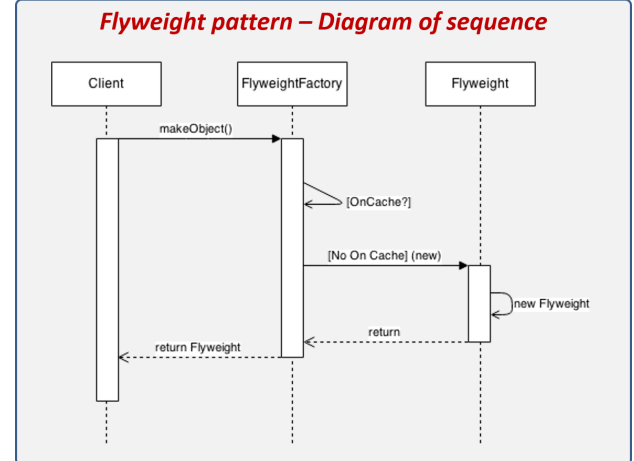 Flyweight pattern – Diagram of sequence
Client
FlyweightFactory
Flyweight
makeObject()
[OnCache?]
[No On Cache] (new)
new Flyweight
return
return Flyweight